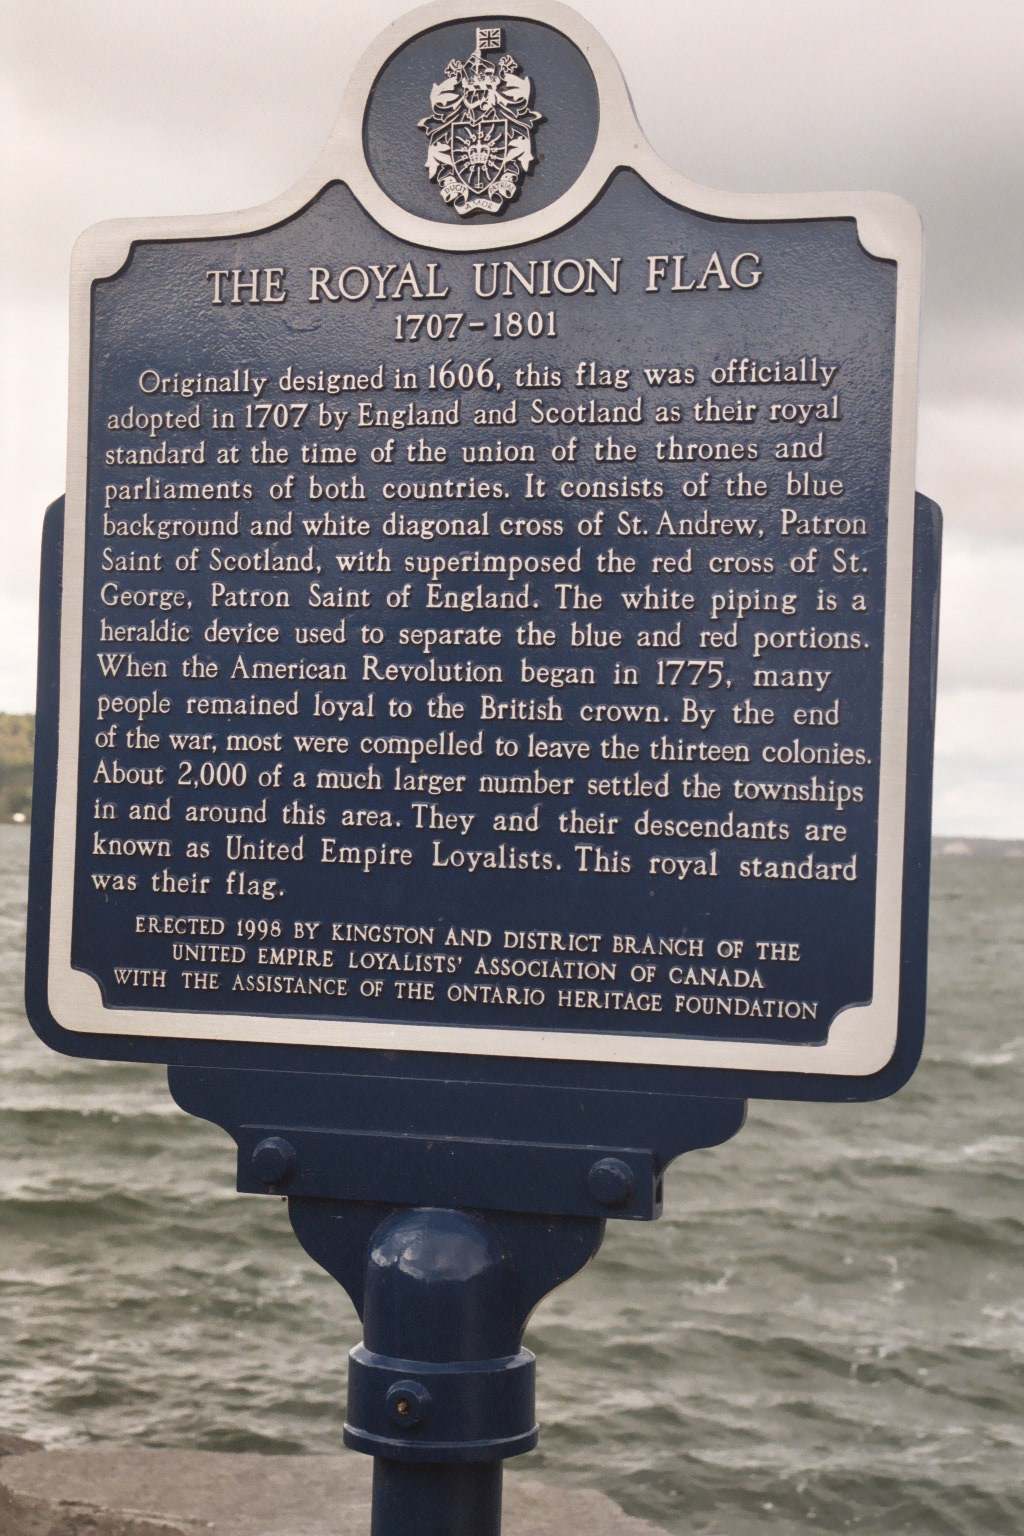 THE ROYAL UNION FLAG
1707-1801
Originally designed in 1606, this flag was officially
adopted in 1707 by England and Scotland as their royal
standard at the time of the union of the thrones and
parliaments of both countries. It consists of the blue
background and white diagonal cross of St. Andrew, Patron
Saint of Scotland, with superimposed the red cross of St.
George, Patron Saint of England. The white piping is a
heraldic device used to separate the blue and red portions.
When the American Revolution began in 1775, many
people remained loyal to the British crown. By the end
of the war, most were compelled to leave the thirteen colonies.
About 2,000 of a much larger number settled the townships
in and around this area. They and their descendants are
known as United Empire Loyalists. This royal standard
was their flag.
ERECTED 1998 BY KINGSTON AND DISTRICT BRANCH OF THE
UNITED EMPIRE LOYALISTS' ASSOCIATION OF CANADA
WITH THE ASSISTANCE OF THE ONTARIO HERITAGE FOUNDATION